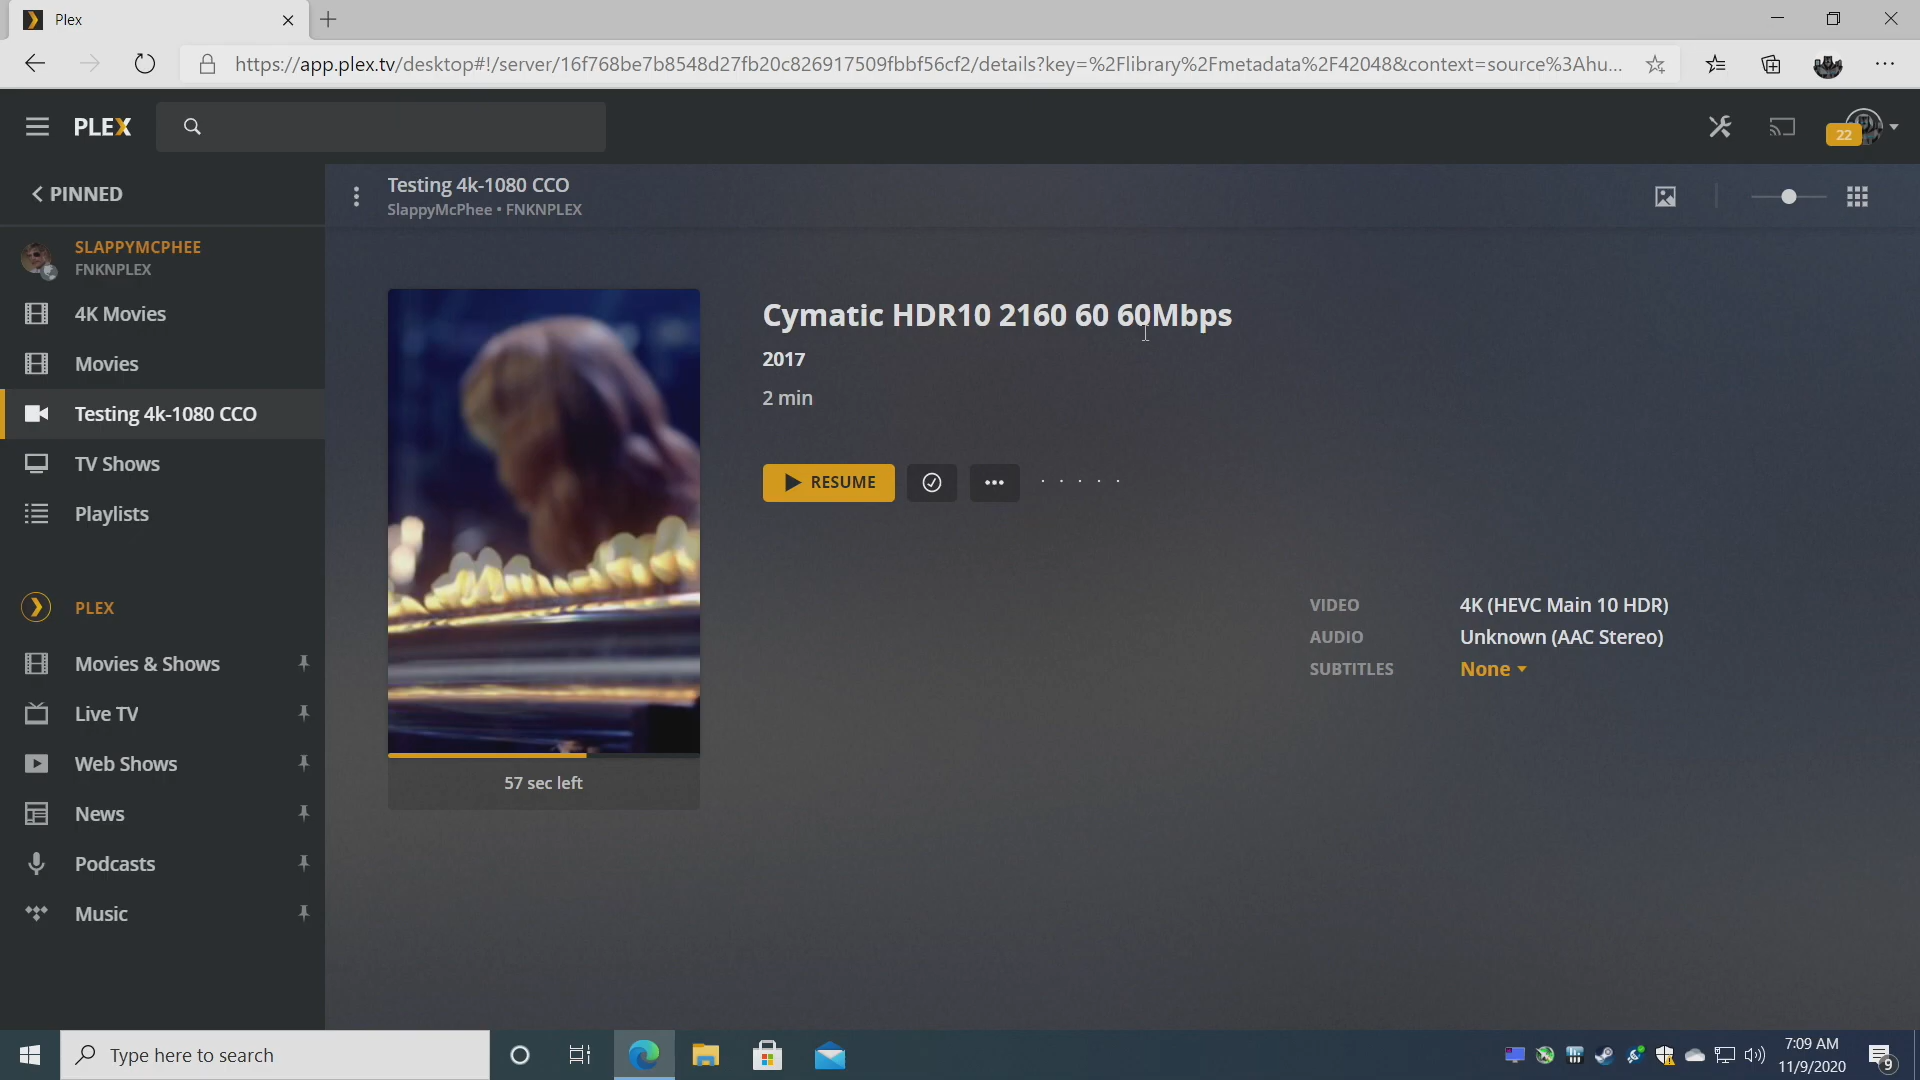 Plex
https://app.plex.tv/desktop#!/server/16f768be7b8548d27fb20c826917509fbbf56cf2/details?key=%2Flibrary%2Fmetadata%2F42048&context=source%3Ahu...
PLEX
22
PINNED
Testing 4k-1080 CCO
SlappyMcPhee • FNKNPLEX
SLAPPYMCPHEE
FNKNPLEX
4K Movies
Movies
Testing 4k-1080 CCO
TV Shows
Playlists
PLEX
Movies & Shows
Live TV
Web Shows
News
Podcasts
Music
Cymatic HDR10 2160 60 60Mbps
2017
2 min
RESUME
VIDEO 4K (HEVC Main 10 HDR)
AUDIO Unknown (AAC Stereo)
SUBTITLES None
57 sec left
Type here to search
7:09 AM
11/9/2020
9